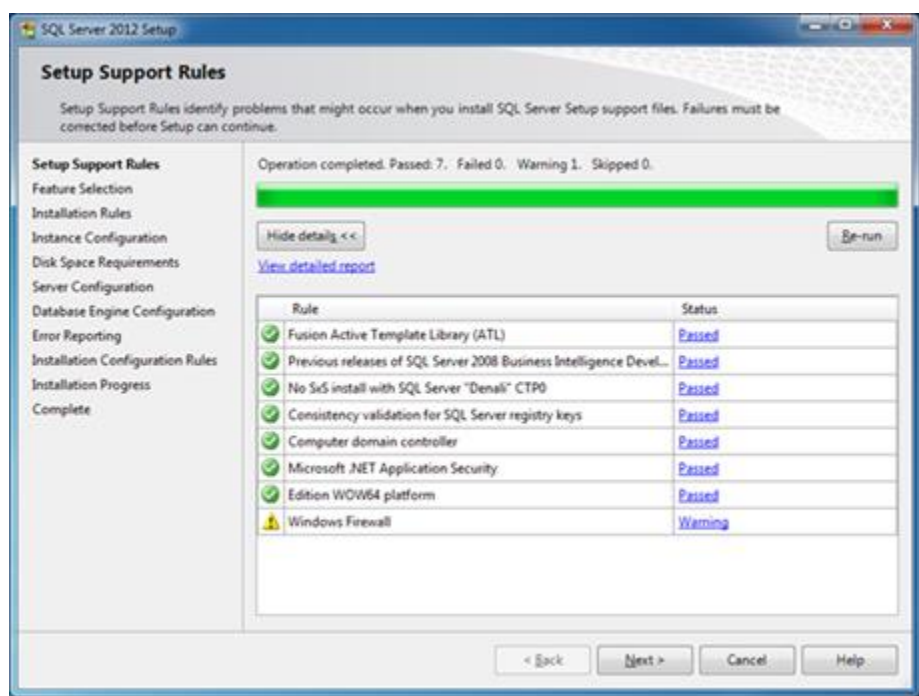 SQL Server 2012 Setup
Setup Support Rules
Setup Support Rules identify problems that might occur when you install SQL Server Setup support files. Failures must be
corrected before Setup can continue.
Setup Support Rules
Feature Selection
Installation Rules
Instance Configuration
Disk Space Requirements
Server Configuration
Database Engine Configuration
Error Reporting
Installation Configuration Rules
Installation Progress
Complete
Operation completed. Passed: 7. Failed 0. Warning 1. Skipped 0.
Hide details <<
Re-run
View detailed report
Rule Status
Fusion Active Template Library (ATL) Passed
Previous releases of SQL Server 2008 Business Intelligence Devel... Passed
No SxS install with SQL Server "Denali" CTP0 Passed
Consistency validation for SQL Server registry keys Passed
Computer domain controller Passed
Microsoft .NET Application Security Passed
Edition WOW64 platform Passed
Windows Firewall Warning
< Back Next > Cancel Help